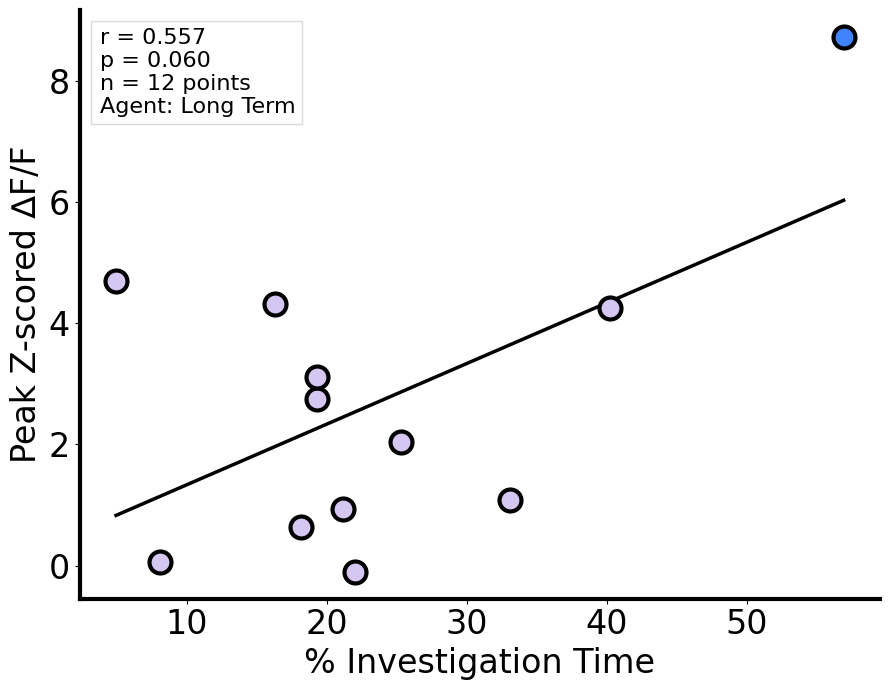 r = 0.557
p = 0.060
n = 12 points
Agent: Long Term
Peak Z-scored ΔF/F
8
6
4
2
0
10 20 30 40 50
% Investigation Time